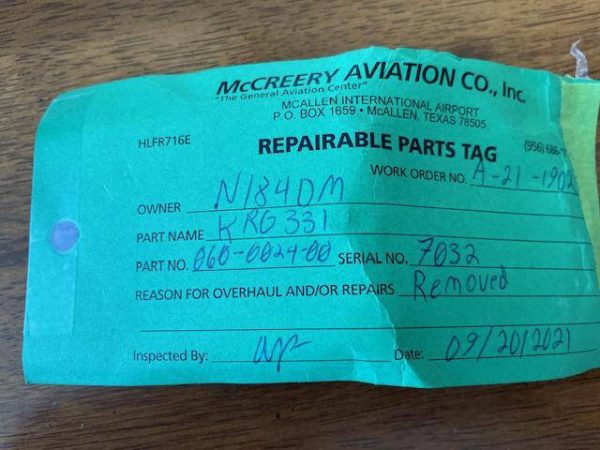 McCREERY AVIATION CO., Inc.
"The General Aviation Center"
MCALLEN INTERNATIONAL AIRPORT
P.O. BOX 1659 • McALLEN, TEXAS 78505
HLFR716E
REPAIRABLE PARTS TAG
(956) 686-
WORK ORDER NO. A-21-1902
OWNER N184DM
PART NAME KRG 331
PART NO. 060-0024-00 SERIAL NO. 7032
REASON FOR OVERHAUL AND/OR REPAIRS Removed
Inspected By: Date: 09/20/2021